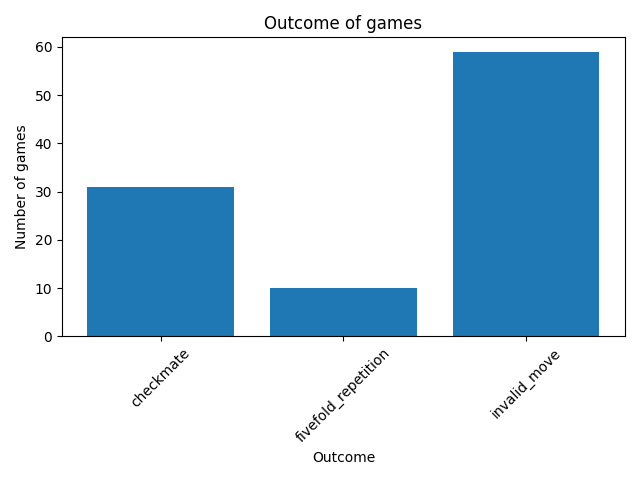 Outcome of games
Number of games
60
50
40
30
20
10
0
checkmate
fivefold_repetition
invalid_move
Outcome